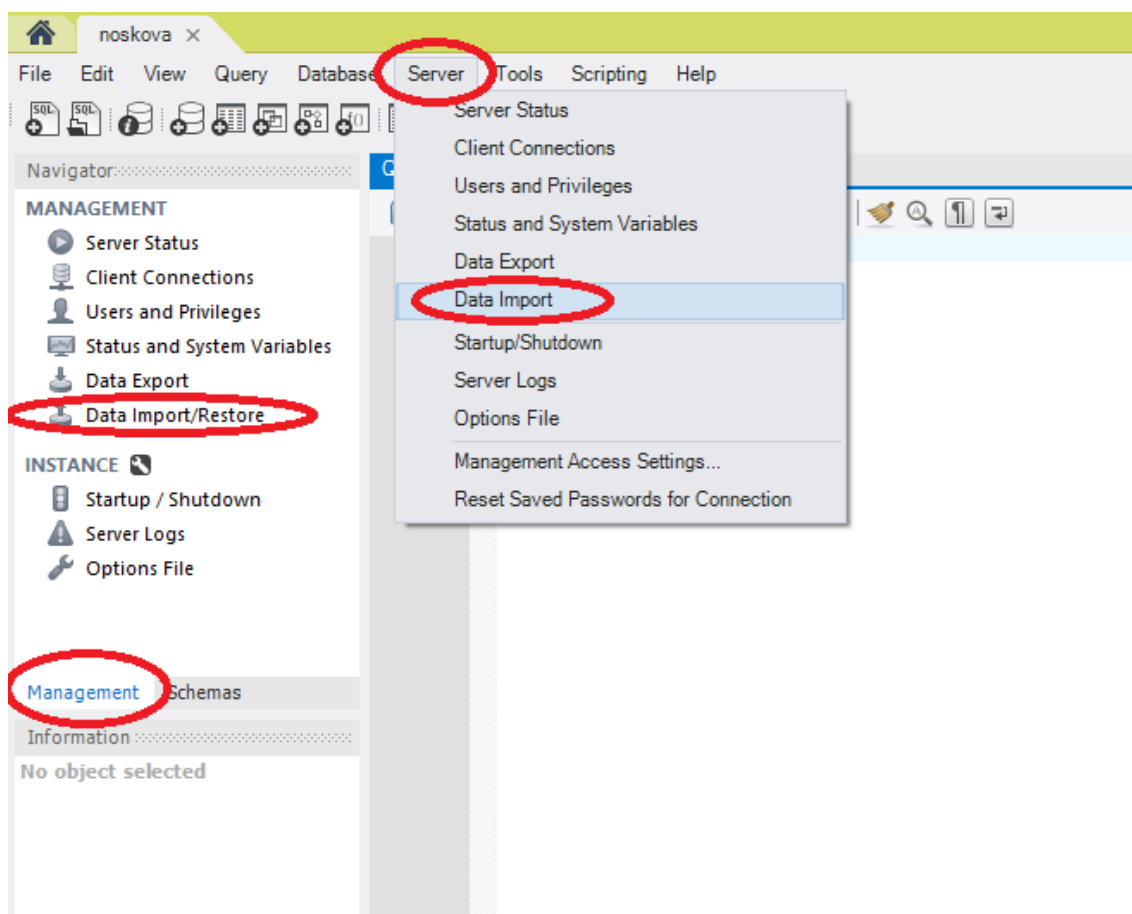 noskova ×
File Edit View Query Database Server Tools Scripting Help
SQL SQL
Server Status
Client Connections
Users and Privileges
Status and System Variables
Data Export
Data Import
Startup/Shutdown
Server Logs
Options File
Management Access Settings...
Reset Saved Passwords for Connection
Navigator
MANAGEMENT
Server Status
Client Connections
Users and Privileges
Status and System Variables
Data Export
Data Import/Restore
INSTANCE
Startup / Shutdown
Server Logs
Options File
Management Schemas
Information
No object selected